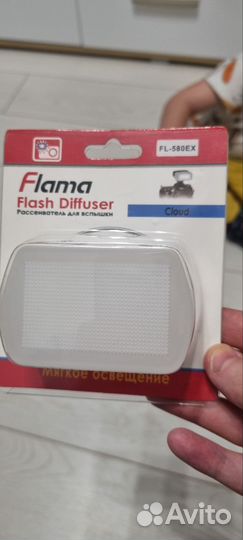 FL-580EX
Flama
Flash Diffuser
Рассеиватель для вспышки
Cloud
Мягкое освещение
Avito